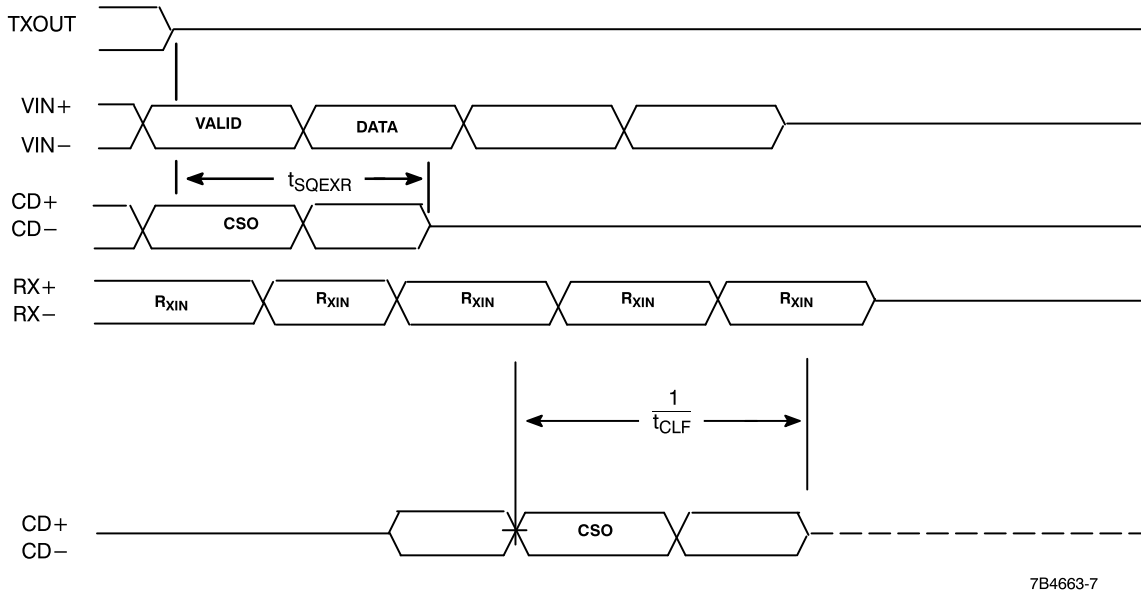 TXOUT
VIN+
VALID
DATA
VIN−
tSQEXR
CD+
CSO
CD−
RX+
RXIN RXIN RXIN RXIN RXIN
RX−
1
tCLF
CD+
CSO
CD−
7B4663-7